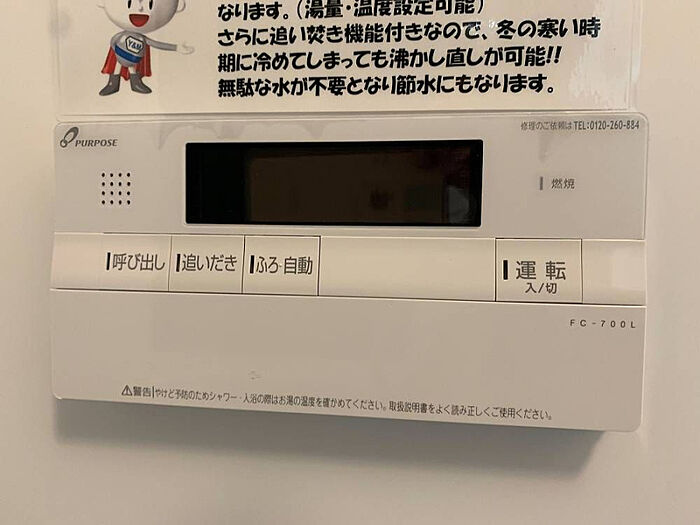 なります。(湯量・温度設定可能)
さらに追い焚き機能付きなので、冬の寒い時
期に冷めてしまっても沸かし直しが可能!!
無駄な水が不要となり節水にもなります。
Y&M
修理のご依頼は TEL:0120-260-884
PURPOSE
燃焼
呼び出し 追いだき ふろ自動 運転
入/切
FC-700L
⚠警告 やけど予防のためシャワー・入浴の際はお湯の温度を確かめてください。取扱説明書をよく読み正しくご使用ください。